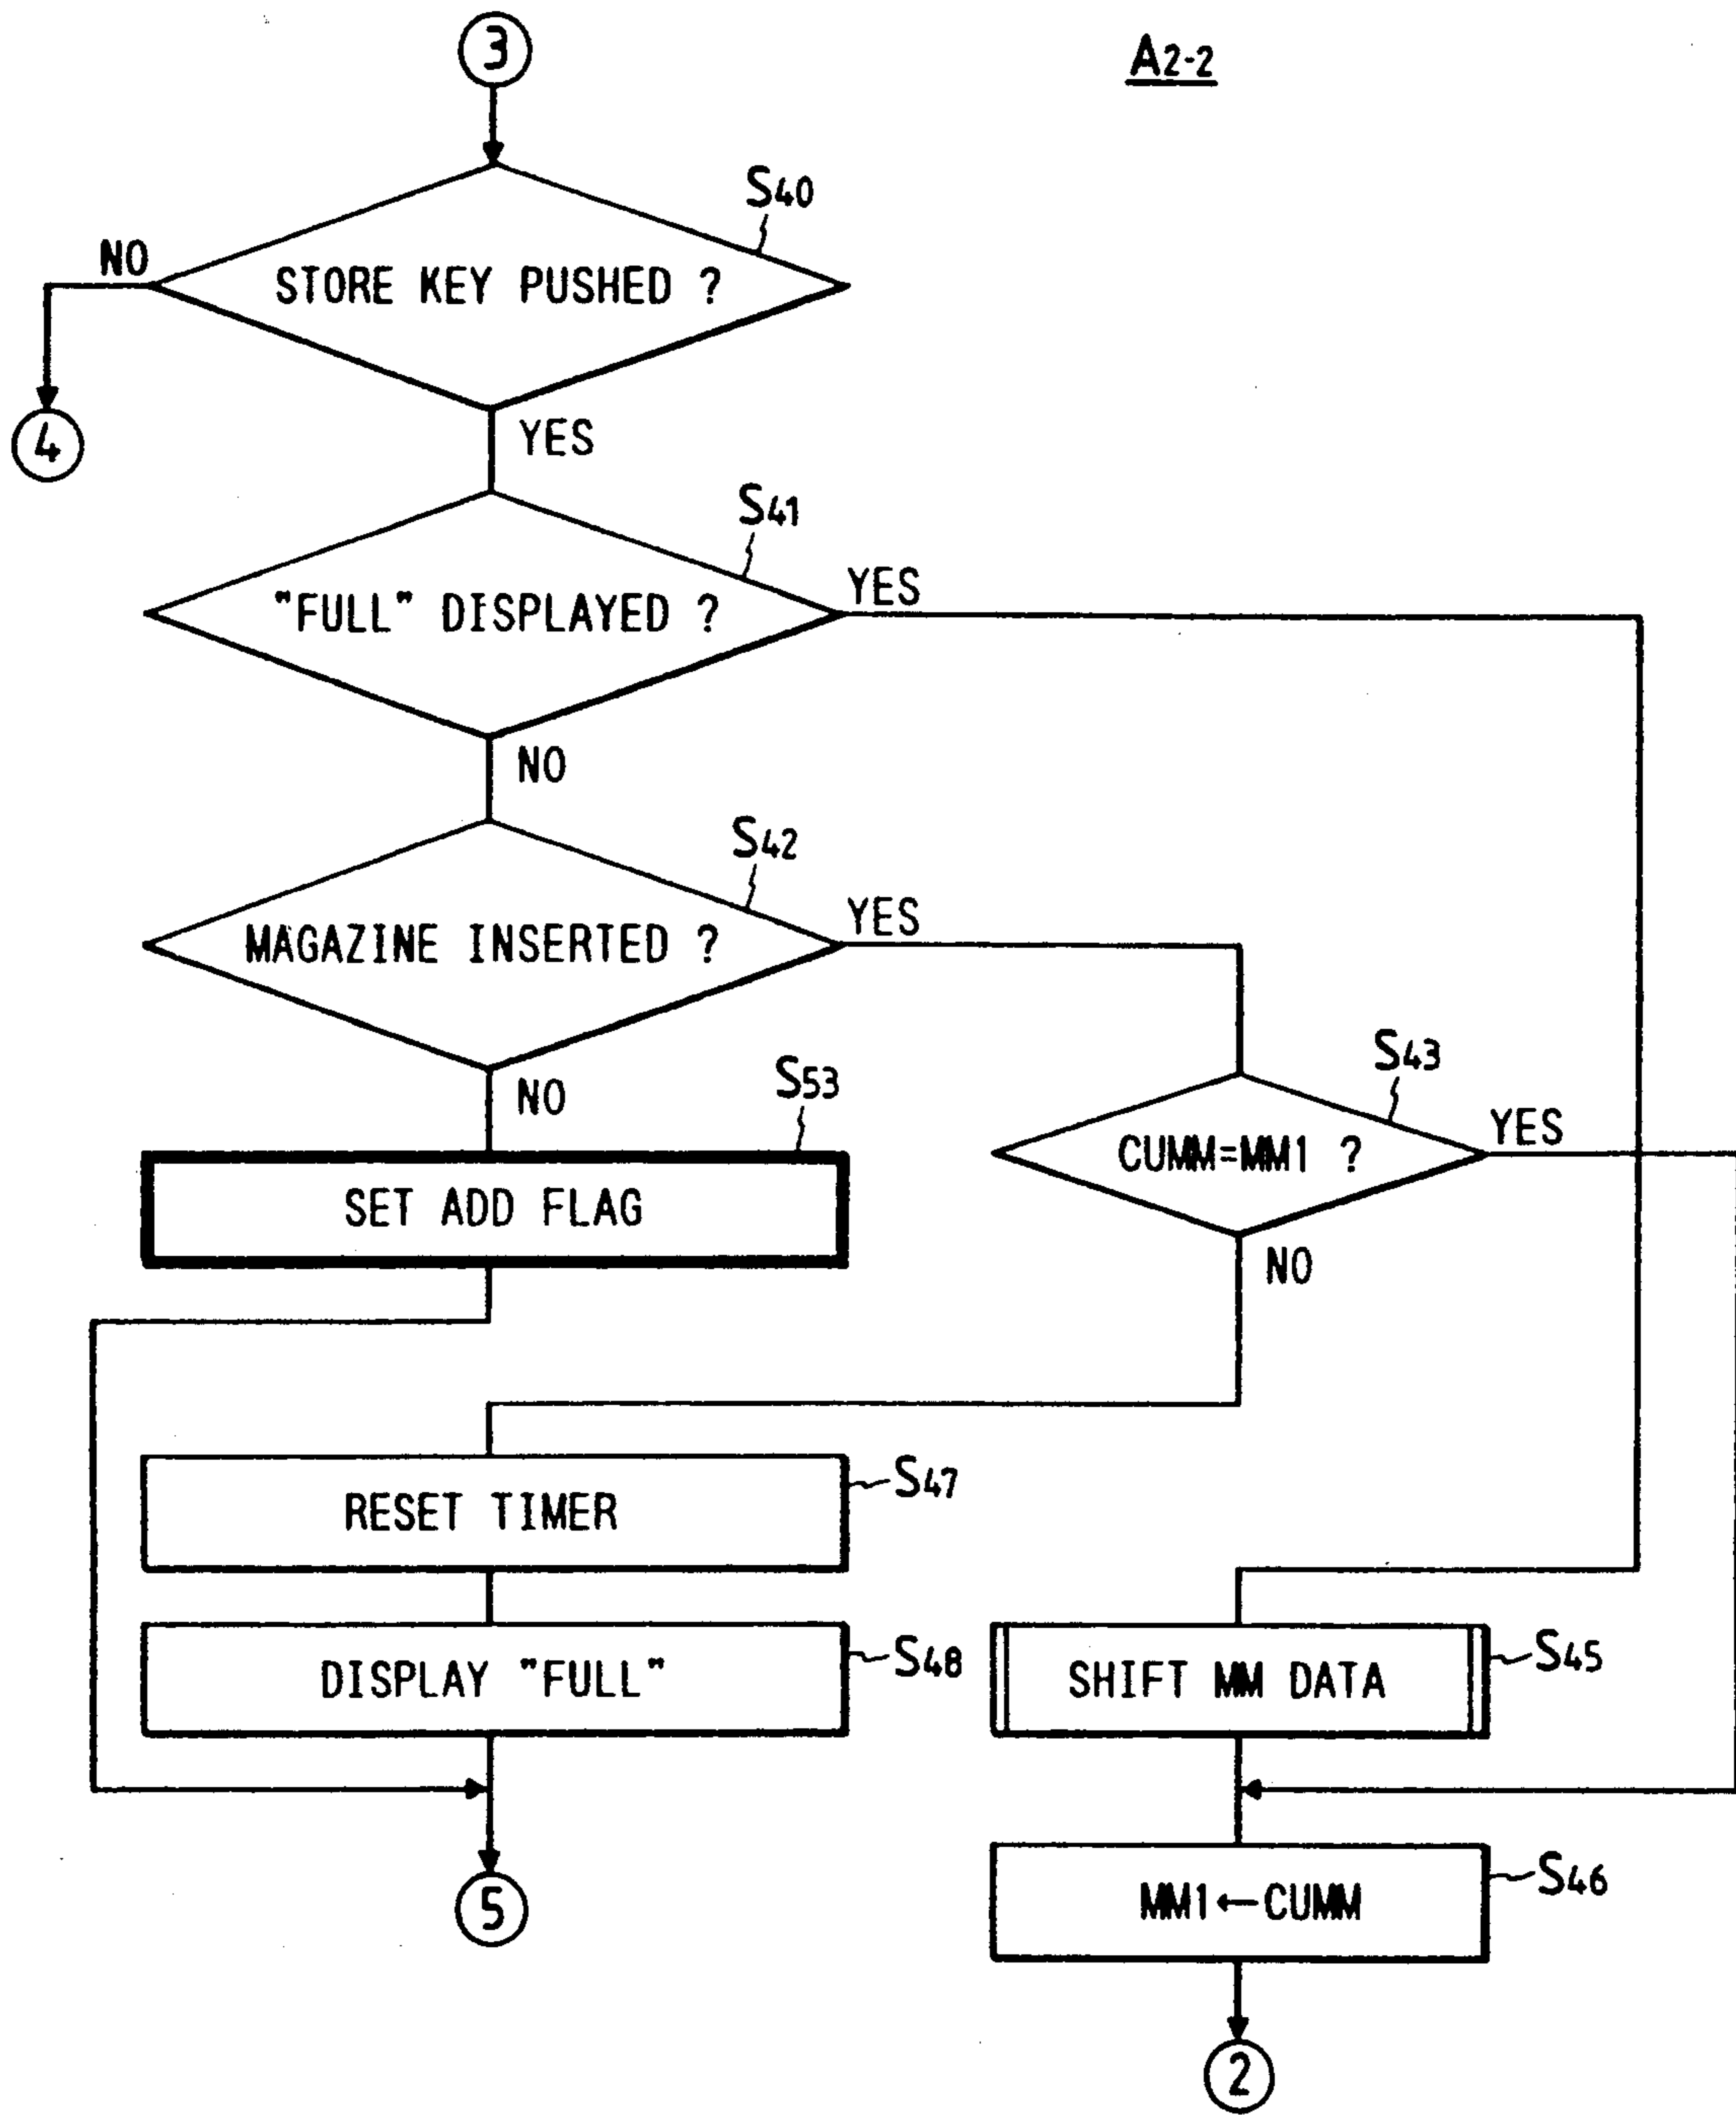 3
A2-2
S40
NO
STORE KEY PUSHED ?
4
YES
S41
"FULL" DISPLAYED ?
YES
NO
S42
MAGAZINE INSERTED ?
YES
S43
NO
S53
CUMM=MM1 ?
YES
SET ADD FLAG
NO
RESET TIMER
S47
DISPLAY "FULL"
S48
SHIFT MM DATA
S45
5
MM1←CUMM
S46
2